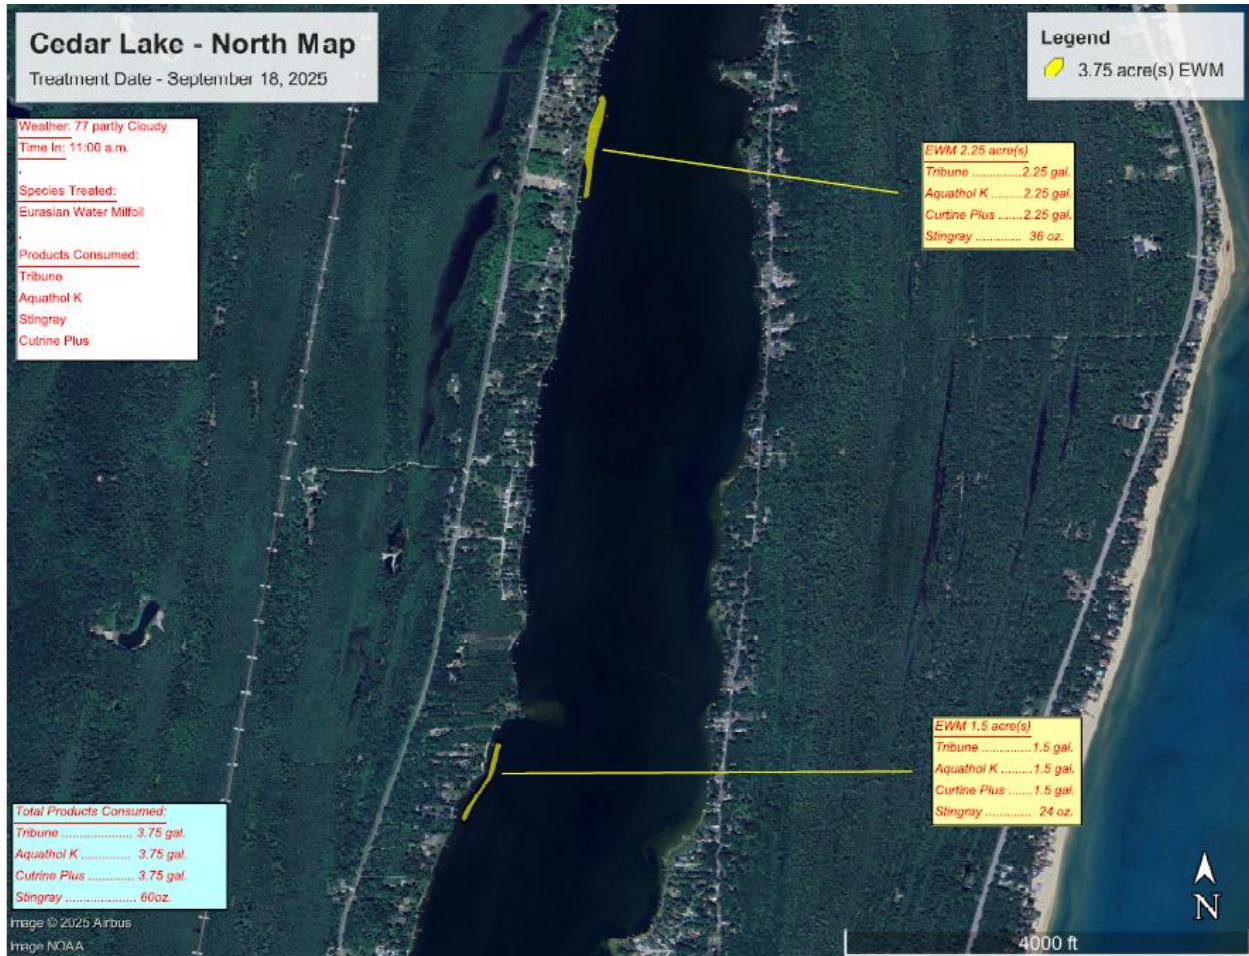 Cedar Lake - North Map
Treatment Date - September 18, 2025
Legend
3.75 acre(s) EWM
Weather: 77 partly Cloudy
Time In: 11:00 a.m.
.
Species Treated:
Eurasian Water Milfoil
.
Products Consumed:
Tribune
Aquathol K
Stingray
Cutrine Plus
EWM 2.25 acre(s)
Tribune ..............2.25 gal.
Aquathol K ......2.25 gal.
Curtine Plus .......2.25 gal.
Stingray ............. 36 oz.
EWM 1.5 acre(s)
Tribune ..............1.5 gal.
Aquathol K .........1.5 gal.
Curtine Plus .......1.5 gal.
Stingray ............. 24 oz.
Total Products Consumed:
Tribune .................... 3.75 gal.
Aquathol K .............. 3.75 gal.
Cutrine Plus ............. 3.75 gal.
Stingray ..................... 60oz.
Image © 2025 Airbus
Image NOAA
N
4000 ft